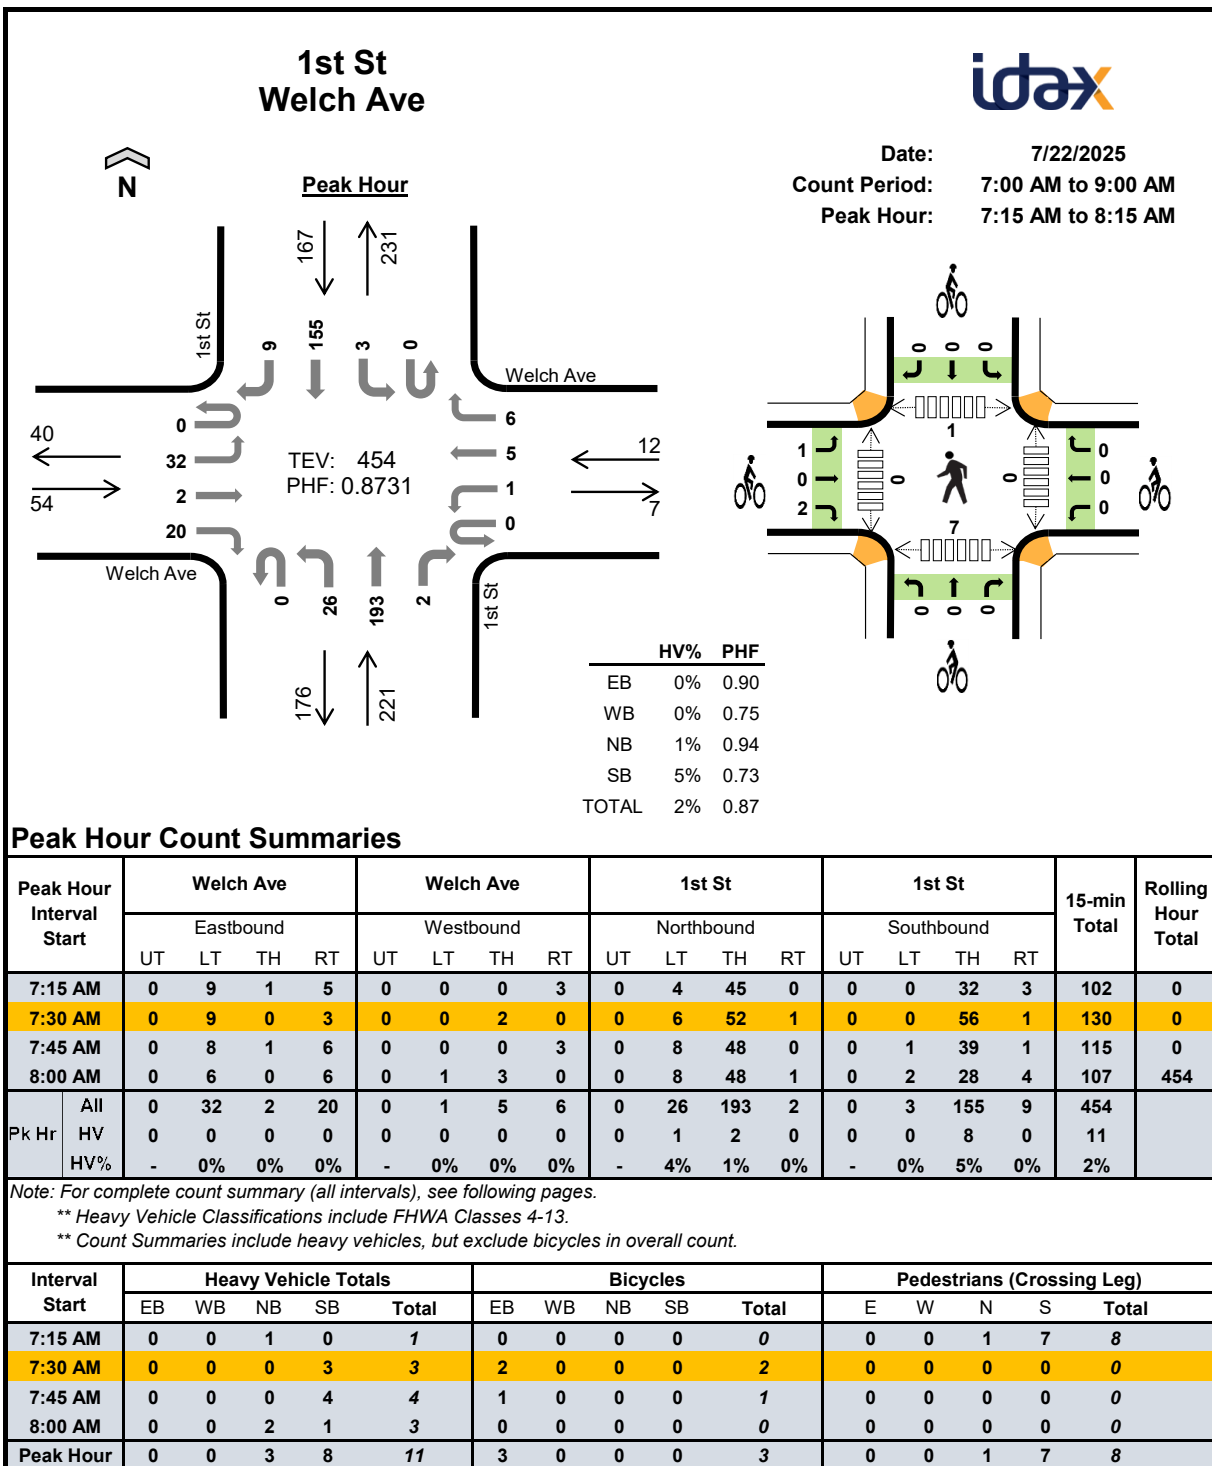 1st St
Welch Ave
idax
Date: 7/22/2025
Count Period: 7:00 AM to 9:00 AM
Peak Hour: 7:15 AM to 8:15 AM
N
Peak Hour
167
231
1st St
9 155 3 0
Welch Ave
0
32
2
20
40
54
TEV: 454
PHF: 0.8731
6
5
1
0
12
7
Welch Ave
0 26 193 2
1st St
176
221
0 0 0
1
1
0
2
0
0
0
0
0
7
0 0 0
HV% PHF
EB 0% 0.90
WB 0% 0.75
NB 1% 0.94
SB 5% 0.73
TOTAL 2% 0.87
Peak Hour Count Summaries
Peak Hour Interval Start Welch Ave Welch Ave 1st St 1st St 15-min Total Rolling Hour Total
Eastbound Westbound Northbound Southbound
UT LT TH RT UT LT TH RT UT LT TH RT UT LT TH RT
7:15 AM 0 9 1 5 0 0 0 3 0 4 45 0 0 0 32 3 102 0
7:30 AM 0 9 0 3 0 0 2 0 0 6 52 1 0 0 56 1 130 0
7:45 AM 0 8 1 6 0 0 0 3 0 8 48 0 0 1 39 1 115 0
8:00 AM 0 6 0 6 0 1 3 0 0 8 48 1 0 2 28 4 107 454
Pk Hr All 0 32 2 20 0 1 5 6 0 26 193 2 0 3 155 9 454
HV 0 0 0 0 0 0 0 0 0 1 2 0 0 0 8 0 11
HV% - 0% 0% 0% - 0% 0% 0% - 4% 1% 0% - 0% 5% 0% 2%
Note: For complete count summary (all intervals), see following pages.
** Heavy Vehicle Classifications include FHWA Classes 4-13.
** Count Summaries include heavy vehicles, but exclude bicycles in overall count.
Interval Start Heavy Vehicle Totals Bicycles Pedestrians (Crossing Leg)
EB WB NB SB Total EB WB NB SB Total E W N S Total
7:15 AM 0 0 1 0 1 0 0 0 0 0 0 0 1 7 8
7:30 AM 0 0 0 3 3 2 0 0 0 2 0 0 0 0 0
7:45 AM 0 0 0 4 4 1 0 0 0 1 0 0 0 0 0
8:00 AM 0 0 2 1 3 0 0 0 0 0 0 0 0 0 0
Peak Hour 0 0 3 8 11 3 0 0 0 3 0 0 1 7 8